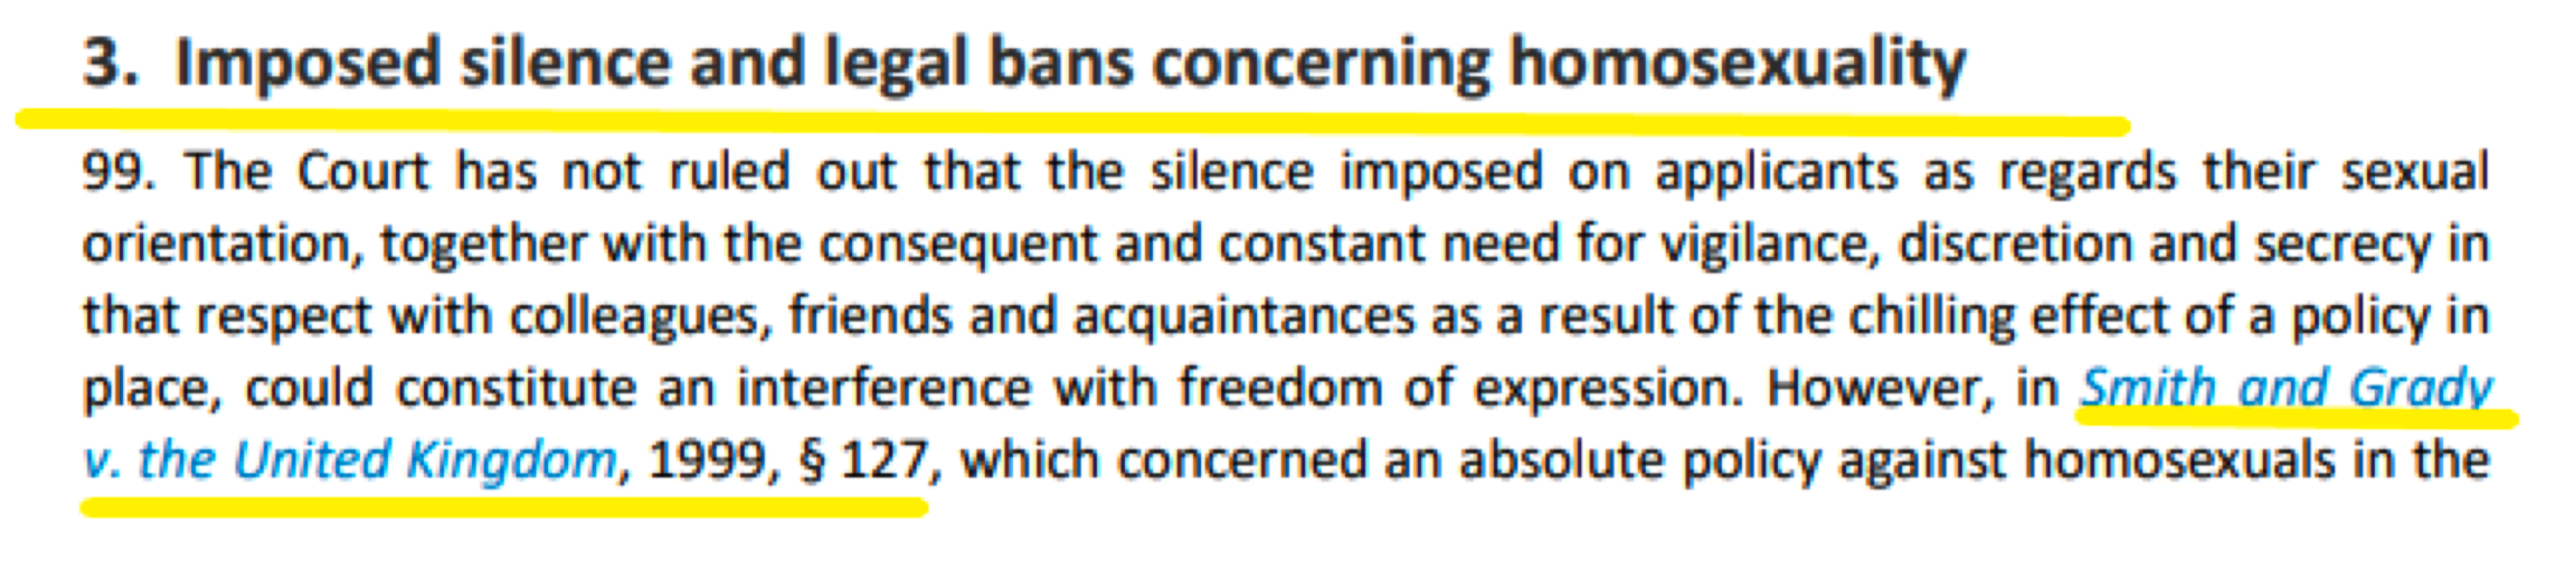 3. Imposed silence and legal bans concerning homosexuality
99. The Court has not ruled out that the silence imposed on applicants as regards their sexual
orientation, together with the consequent and constant need for vigilance, discretion and secrecy in
that respect with colleagues, friends and acquaintances as a result of the chilling effect of a policy in
place, could constitute an interference with freedom of expression. However, in Smith and Grady
v. the United Kingdom, 1999, § 127, which concerned an absolute policy against homosexuals in the